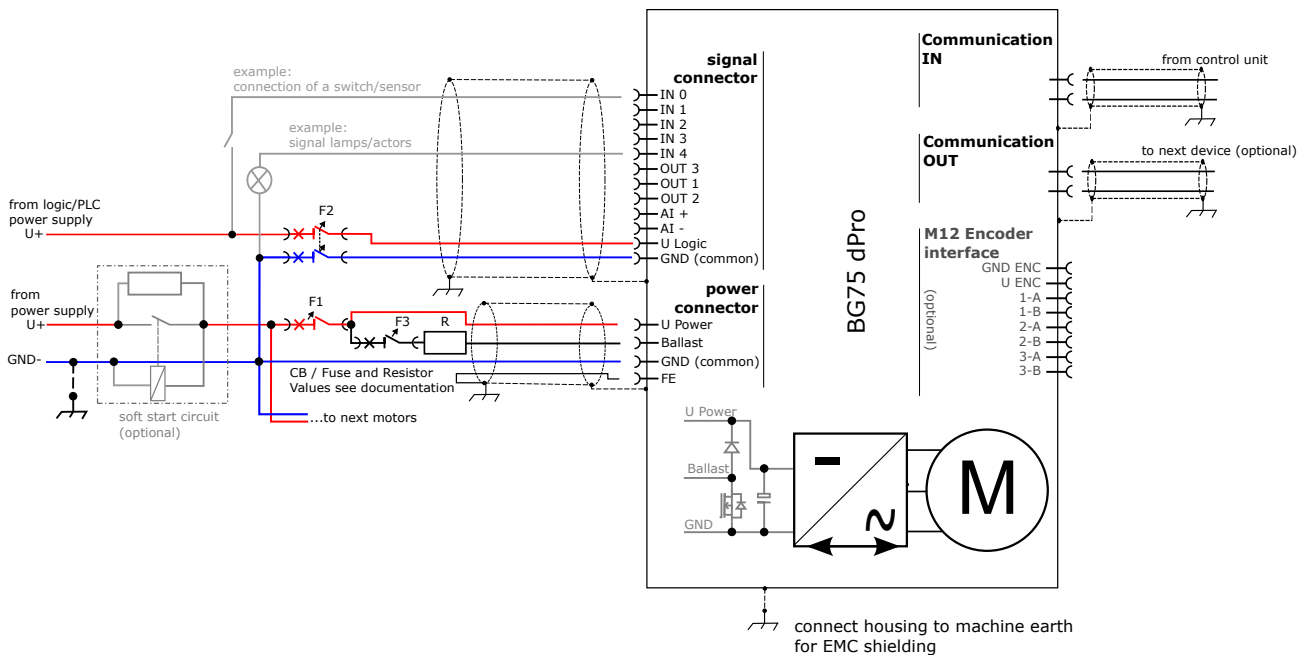 example:
connection of a switch/sensor
example:
signal lamps/actors
from logic/PLC
power supply
U+
F2
from
power supply
U+
F1
F3
R
GND-
CB / Fuse and Resistor
Values see documentation
soft start circuit
(optional)
...to next motors
signal
connector
IN 0
IN 1
IN 2
IN 3
IN 4
OUT 3
OUT 1
OUT 2
AI +
AI -
U Logic
GND (common)
power
connector
U Power
Ballast
GND (common)
FE
BG75 dPro
Communication
IN
from control unit
Communication
OUT
to next device (optional)
M12 Encoder
interface
(optional)
GND ENC
U ENC
1-A
1-B
2-A
2-B
3-A
3-B
U Power
Ballast
GND
M
connect housing to machine earth
for EMC shielding